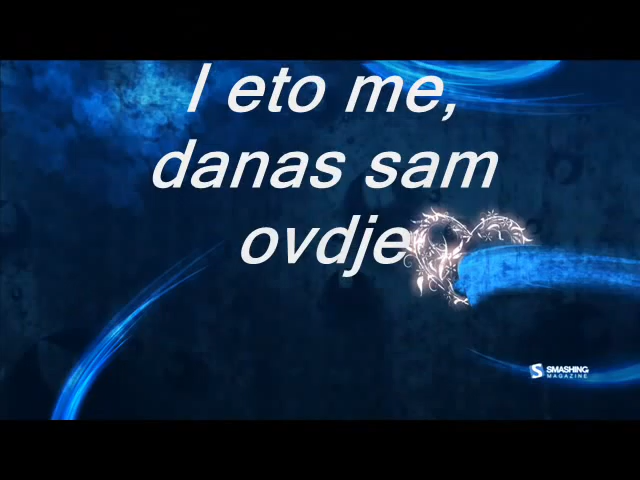 I eto me,
danas sam
ovdje
SMASHING
MAGAZINE